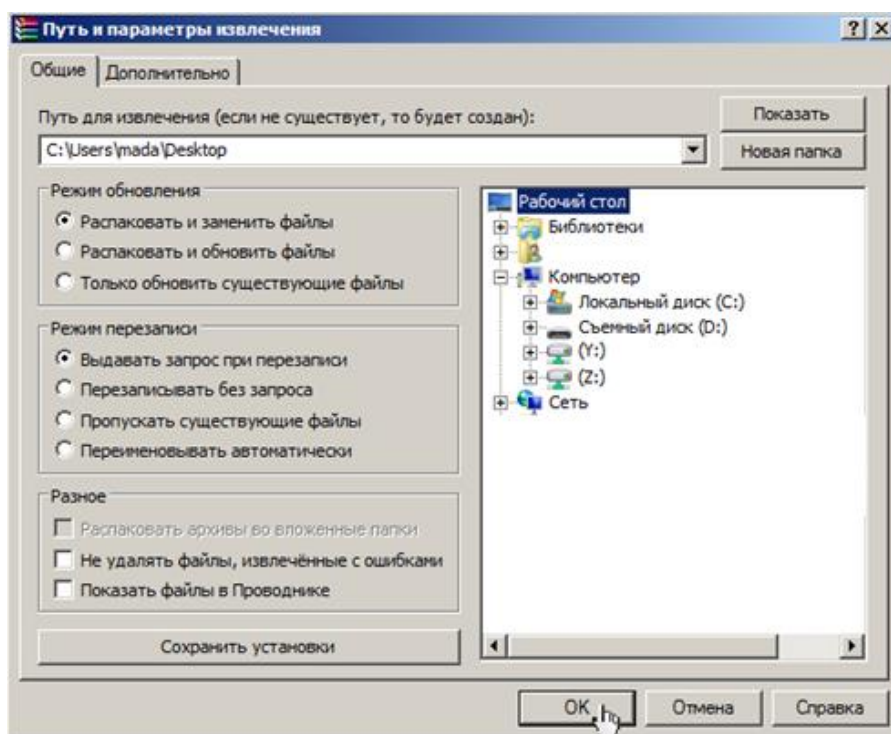 Путь и параметры извлечения
Общие
Дополнительно
Путь для извлечения (если не существует, то будет создан):
Показать
C:\Users\mada\Desktop
Новая папка
Режим обновления
Распаковать и заменить файлы
Распаковать и обновить файлы
Только обновить существующие файлы
Режим перезаписи
Выдавать запрос при перезаписи
Перезаписывать без запроса
Пропускать существующие файлы
Переименовывать автоматически
Разное
Распаковать архивы во вложенные папки
Не удалять файлы, извлечённые с ошибками
Показать файлы в Проводнике
Сохранить установки
Рабочий стол
Библиотеки
Компьютер
Локальный диск (C:)
Съемный диск (D:)
(Y:)
(Z:)
Сеть
OK
Отмена
Справка